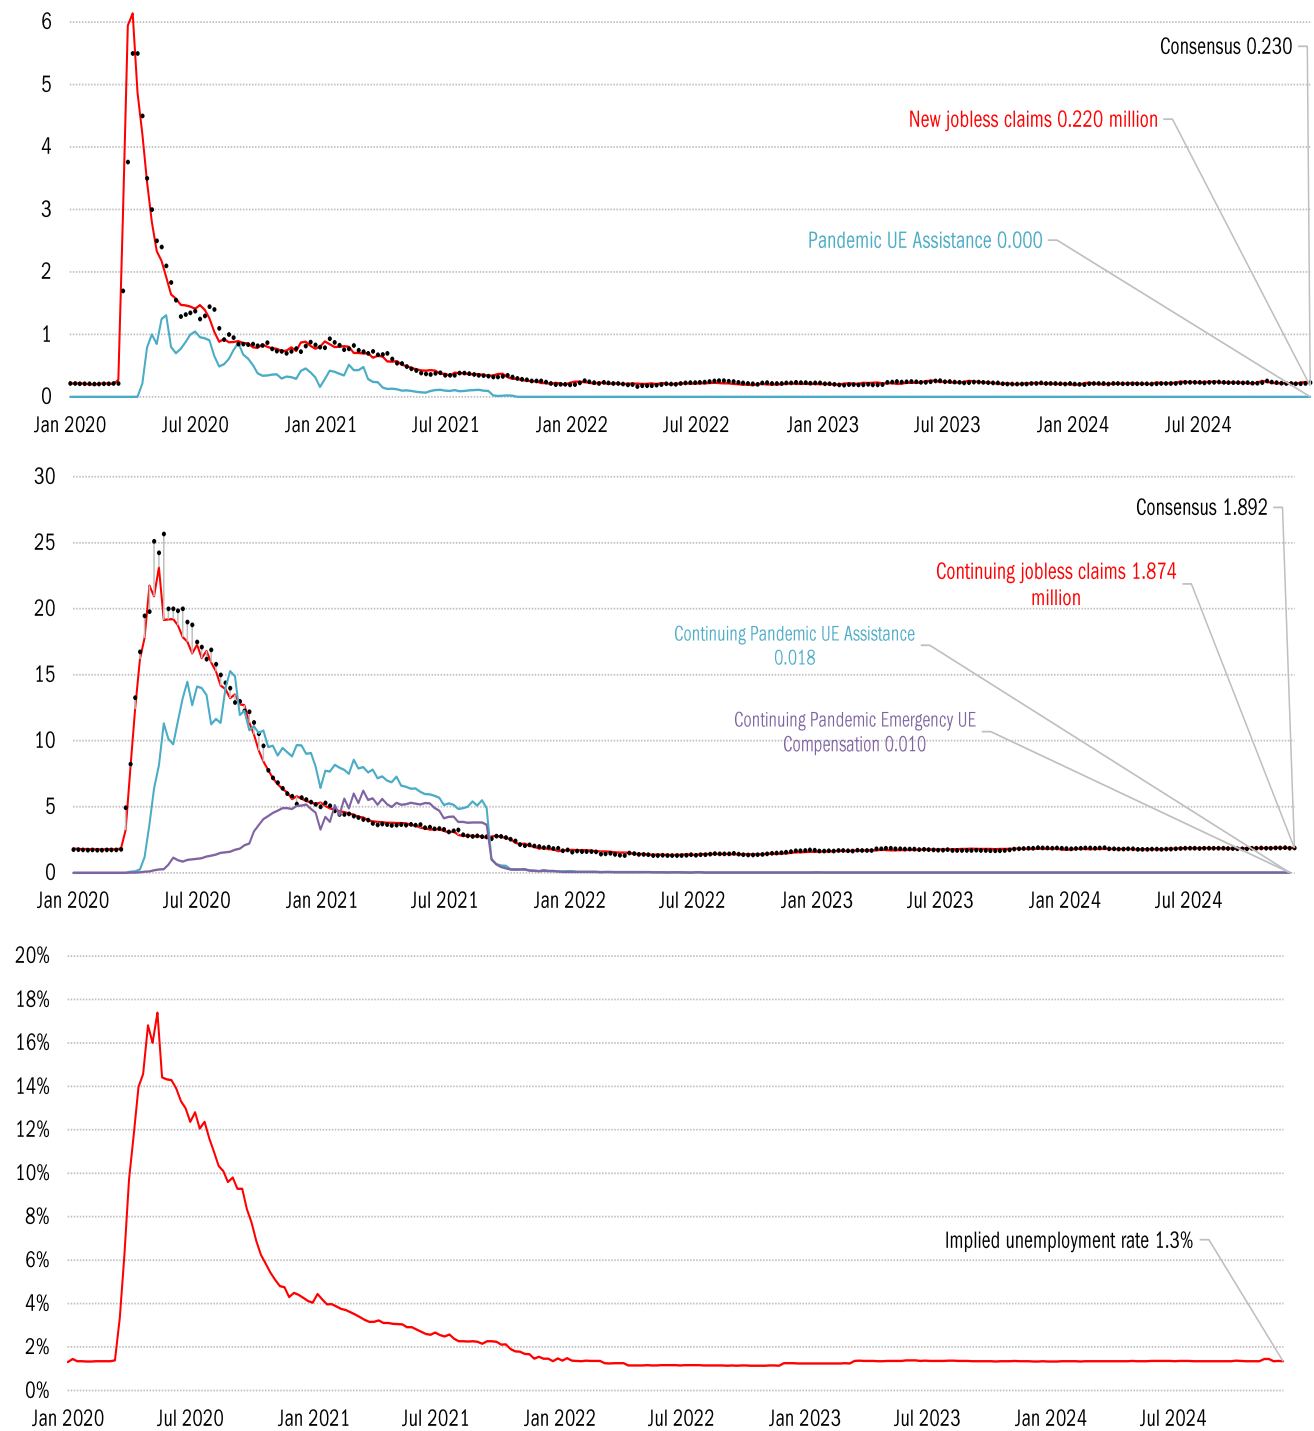 6
Consensus 0.230
5
New jobless claims 0.220 million
4
3
Pandemic UE Assistance 0.000
2
1
0
Jan 2020 Jul 2020 Jan 2021 Jul 2021 Jan 2022 Jul 2022 Jan 2023 Jul 2023 Jan 2024 Jul 2024
30
Consensus 1.892
25
Continuing jobless claims 1.874
million
20
Continuing Pandemic UE Assistance
0.018
15
Continuing Pandemic Emergency UE
Compensation 0.010
10
5
0
Jan 2020 Jul 2020 Jan 2021 Jul 2021 Jan 2022 Jul 2022 Jan 2023 Jul 2023 Jan 2024 Jul 2024
20%
18%
16%
14%
12%
10%
8%
Implied unemployment rate 1.3%
6%
4%
2%
0%
Jan 2020 Jul 2020 Jan 2021 Jul 2021 Jan 2022 Jul 2022 Jan 2023 Jul 2023 Jan 2024 Jul 2024